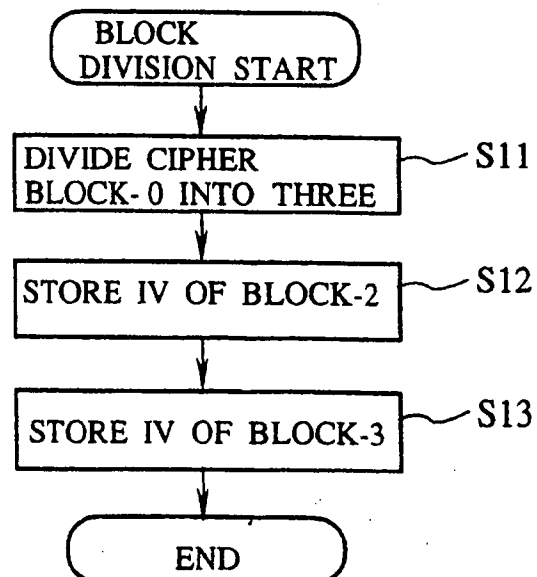 BLOCK
DIVISION START
DIVIDE CIPHER
BLOCK-0 INTO THREE
S11
STORE IV OF BLOCK-2
S12
STORE IV OF BLOCK-3
S13
END